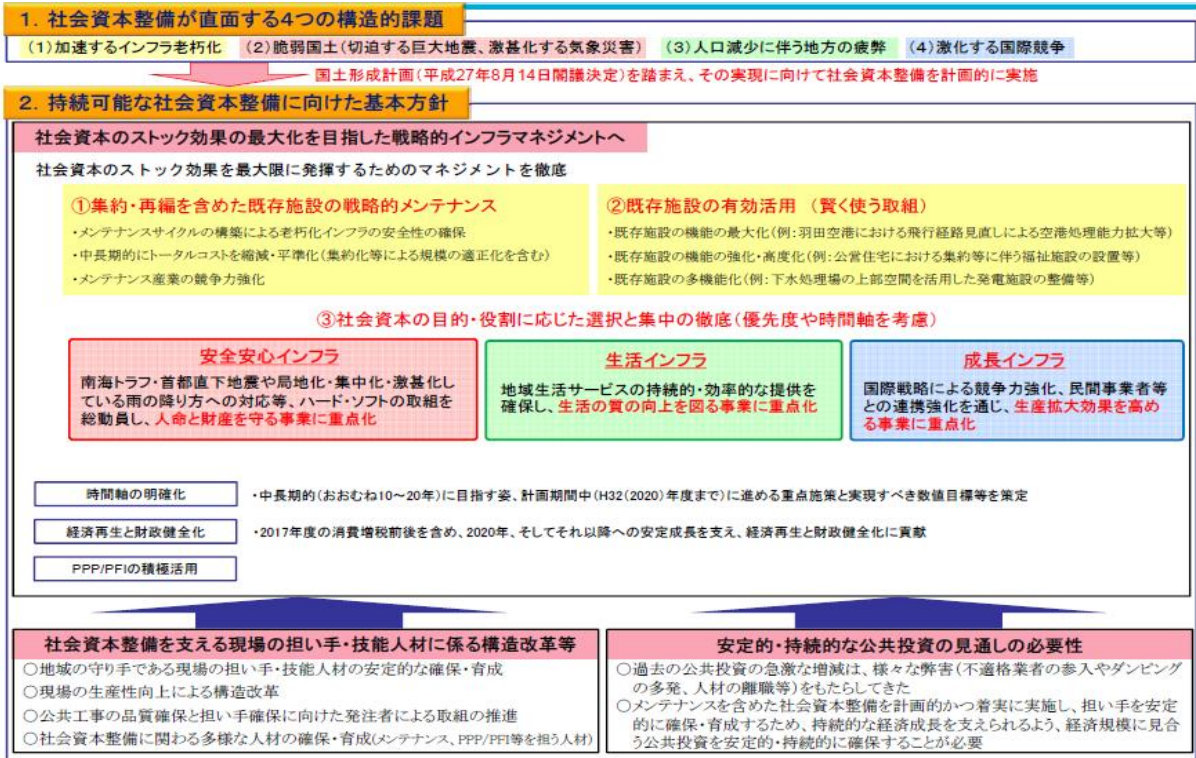 1．社会資本整備が直面する4つの構造的課題
(1)加速するインフラ老朽化 (2)脆弱国土(切迫する巨大地震、激甚化する気象災害) (3)人口減少に伴う地方の疲弊 (4)激化する国際競争
国土形成計画(平成27年8月14日閣議決定)を踏まえ、その実現に向けて社会資本整備を計画的に実施
2．持続可能な社会資本整備に向けた基本方針
社会資本のストック効果の最大化を目指した戦略的インフラマネジメントへ
社会資本のストック効果を最大限に発揮するためのマネジメントを徹底
①集約・再編を含めた既存施設の戦略的メンテナンス
・メンテナンスサイクルの構築による老朽化インフラの安全性の確保
・中長期的にトータルコストを縮減・平準化(集約化等による規模の適正化を含む)
・メンテナンス産業の競争力強化
②既存施設の有効活用 (賢く使う取組)
・既存施設の機能の最大化(例：羽田空港における飛行経路見直しによる空港処理能力拡大等)
・既存施設の機能の強化・高度化(例：公営住宅における集約等に伴う福祉施設の設置等)
・既存施設の多機能化(例：下水処理場の上部空間を活用した発電施設の整備等)
③社会資本の目的・役割に応じた選択と集中の徹底(優先度や時間軸を考慮)
安全安心インフラ
南海トラフ・首都直下地震や局地化・集中化・激甚化し
ている雨の降り方への対応等、ハード・ソフトの取組を
総動員し、人命と財産を守る事業に重点化
生活インフラ
地域生活サービスの持続的・効率的な提供を
確保し、生活の質の向上を図る事業に重点化
成長インフラ
国際戦略による競争力強化、民間事業者等
との連携強化を通じ、生産拡大効果を高め
る事業に重点化
時間軸の明確化
・中長期的(おおむね10～20年)に目指す姿、計画期間中(H32(2020)年度まで)に進める重点施策と実現すべき数値目標等を策定
経済再生と財政健全化
・2017年度の消費増税前後を含め、2020年、そしてそれ以降への安定成長を支え、経済再生と財政健全化に貢献
PPP/PFIの積極活用
社会資本整備を支える現場の担い手・技能人材に係る構造改革等
○地域の守り手である現場の担い手・技能人材の安定的な確保・育成
○現場の生産性向上による構造改革
○公共工事の品質確保と担い手確保に向けた発注者による取組の推進
○社会資本整備に関わる多様な人材の確保・育成(メンテナンス、PPP/PFI等を担う人材)
安定的・持続的な公共投資の見通しの必要性
○過去の公共投資の急激な増減は、様々な弊害(不適格業者の参入やダンピング
の多発、人材の離職等)をもたらしてきた
○メンテナンスを含めた社会資本整備を計画的かつ着実に実施し、担い手を安定
的に確保・育成するため、持続的な経済成長を支えられるよう、経済規模に見合
う公共投資を安定的・持続的に確保することが必要